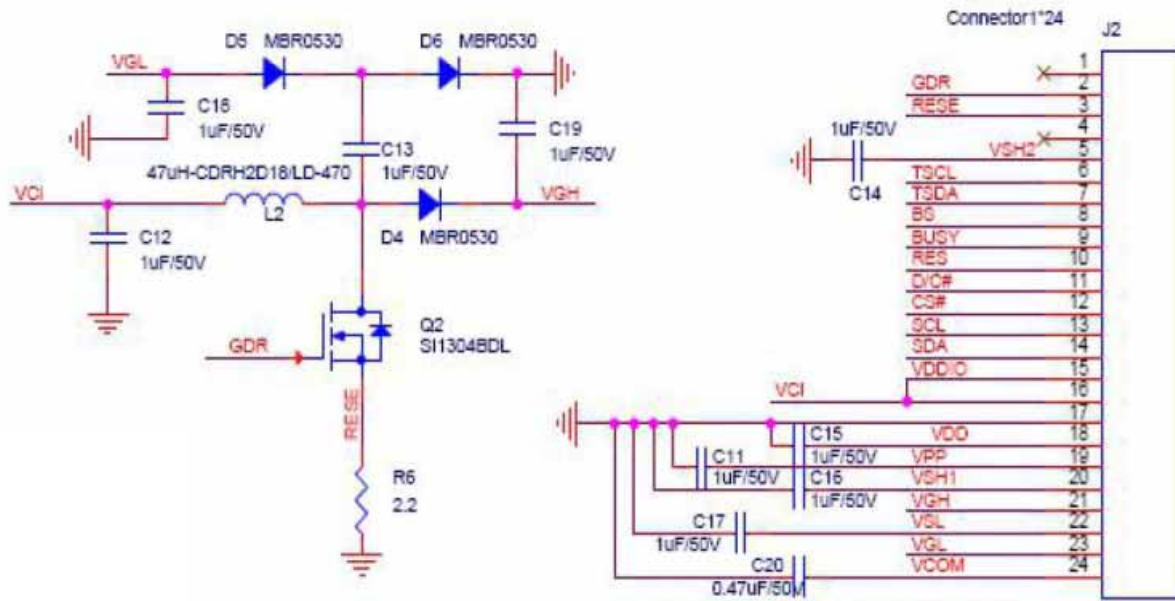 Connector1*24
J2
D5 MBR0530
D6 MBR0530
VGL
C18
1uF/50V
C13
1uF/50V
C19
1uF/50V
47uH-CDRH2D18/LD-470
VCI
L2
VGH
C12
1uF/50V
D4 MBR0530
Q2
SI1304BDL
GDR
RESE
R6
2.2
1
GDR
2
RESE
3
4
1uF/50V
VSH2
5
C14
TSCL
6
TSDA
7
BS
8
BUSY
9
RES
10
D/C#
11
CS#
12
SCL
13
SDA
14
VDDIO
15
VCI
16
17
C15
1uF/50V
VDD
18
C11
1uF/50V
VPP
19
C16
1uF/50V
VSH1
20
VGH
21
C17
1uF/50V
VSL
22
VGL
23
C20
0.47uF/50V
VCOM
24